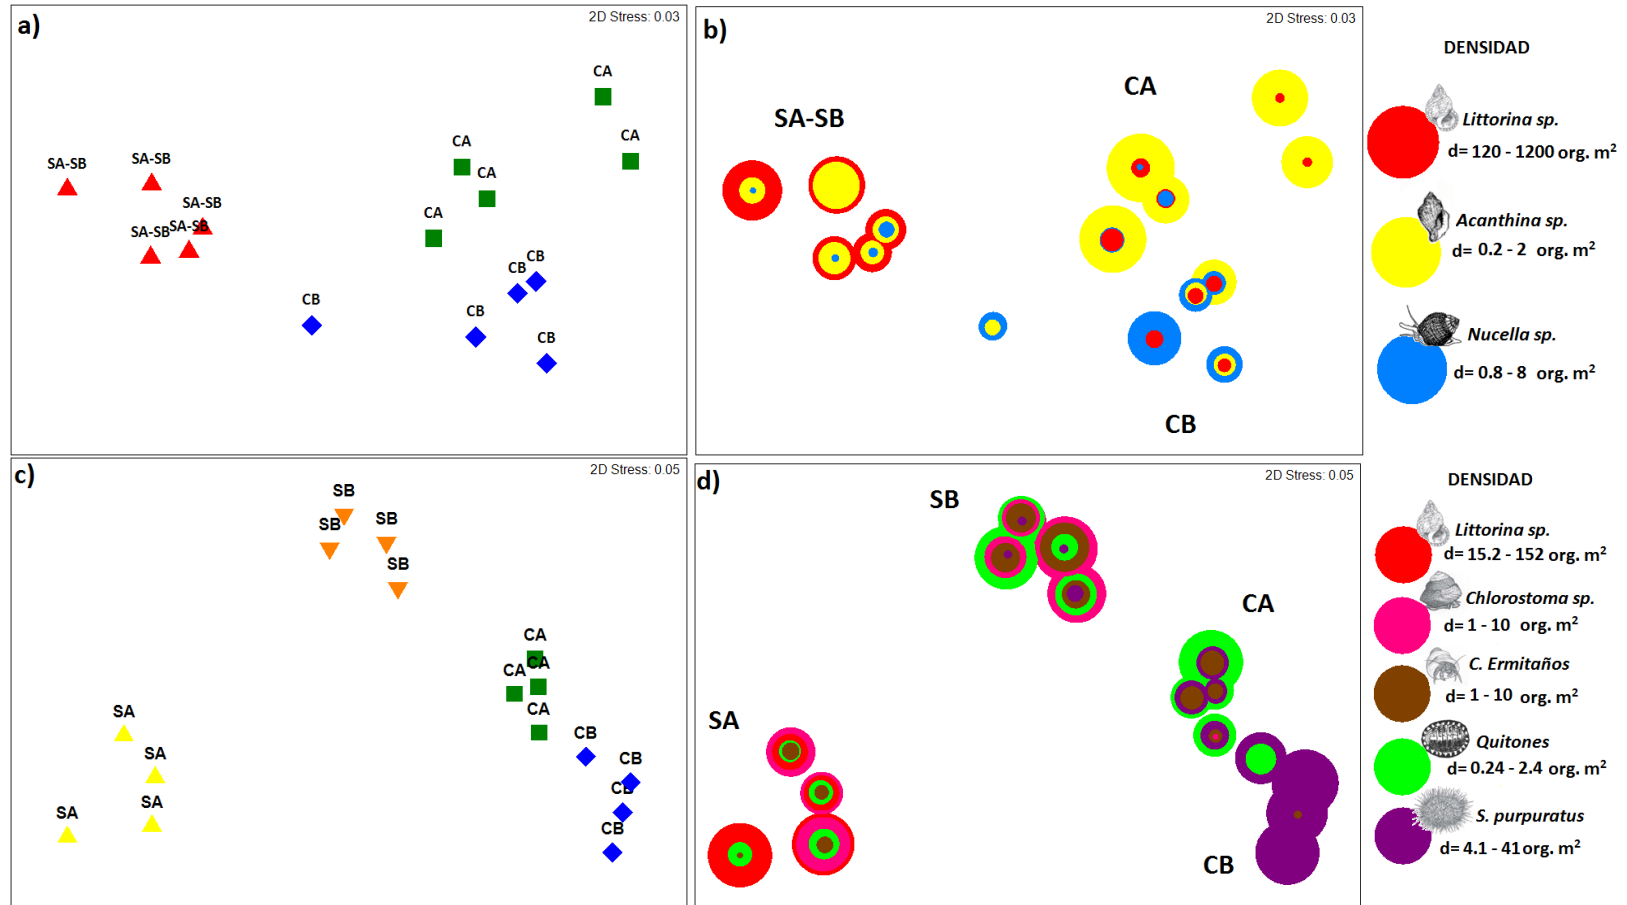 a)
2D Stress: 0.03
CA
CA
CA
CA
CA
SA-SB
SA-SB
SA-SB
SA-SB
SA-SB
CB
CB
CB
CB
CB
b)
2D Stress: 0.03
SA-SB
CA
CB
DENSIDAD
Littorina sp.
d= 120 - 1200 org. m²
Acanthina sp.
d= 0.2 - 2 org. m²
Nucella sp.
d= 0.8 - 8 org. m²
c)
2D Stress: 0.05
SB
SB
SB
SB
CA
CA
CA
CA
SA
SA
SA
SA
CB
CB
CB
CB
d)
2D Stress: 0.05
SB
CA
SA
CB
DENSIDAD
Littorina sp.
d= 15.2 - 152 org. m²
Chlorostoma sp.
d= 1 - 10 org. m²
C. Ermitaños
d= 1 - 10 org. m²
Quitones
d= 0.24 - 2.4 org. m²
S. purpuratus
d= 4.1 - 41 org. m²